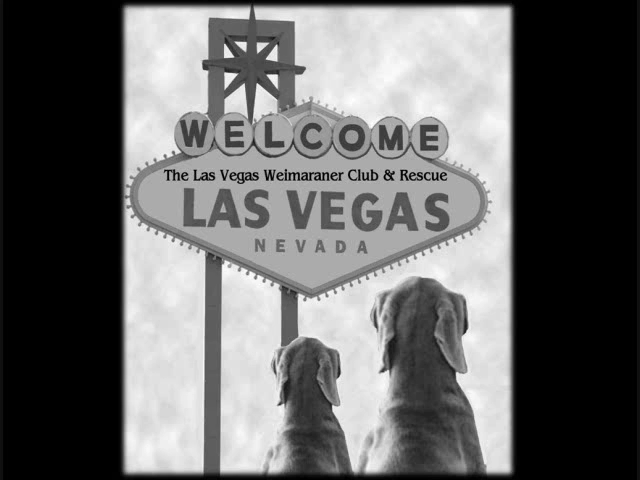 WELCOME
The Las Vegas Weimaraner Club & Rescue
LAS VEGAS
NEVADA